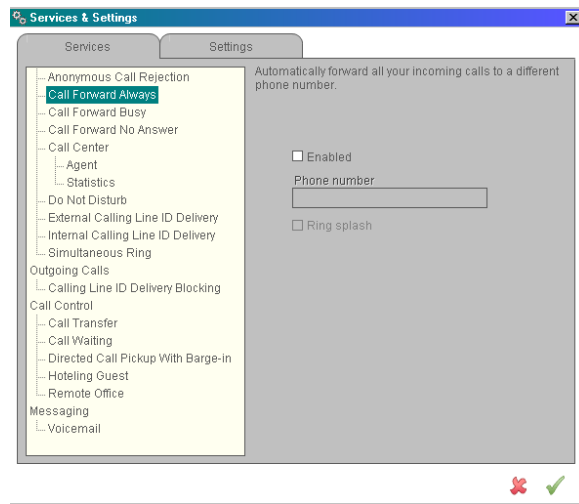 Services & Settings
Services
Settings
Anonymous Call Rejection
Call Forward Always
Call Forward Busy
Call Forward No Answer
Call Center
Agent
Statistics
Do Not Disturb
External Calling Line ID Delivery
Internal Calling Line ID Delivery
Simultaneous Ring
Outgoing Calls
Calling Line ID Delivery Blocking
Call Control
Call Transfer
Call Waiting
Directed Call Pickup With Barge-in
Hoteling Guest
Remote Office
Messaging
Voicemail
Automatically forward all your incoming calls to a different
phone number.
Enabled
Phone number
Ring splash